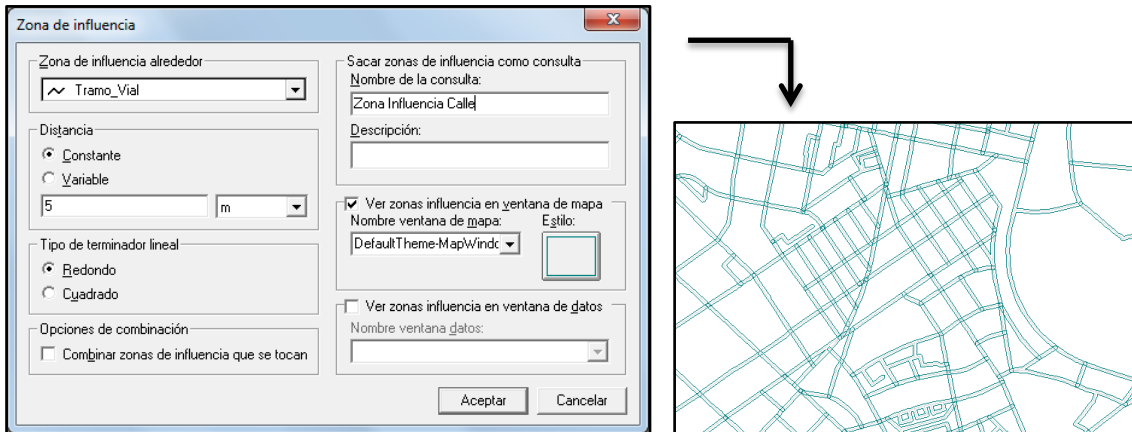 Zona de influencia
Zona de influencia alrededor
Tramo_Vial
Distancia
Constante
Variable
5
m
Tipo de terminador lineal
Redondo
Cuadrado
Opciones de combinación
Combinar zonas de influencia que se tocan
Sacar zonas de influencia como consulta
Nombre de la consulta:
Zona Influencia Calle
Descripción:
Ver zonas influencia en ventana de mapa
Nombre ventana de mapa:
Estilo:
DefaultTheme-MapWindo
Ver zonas influencia en ventana de datos
Nombre ventana datos:
Aceptar
Cancelar